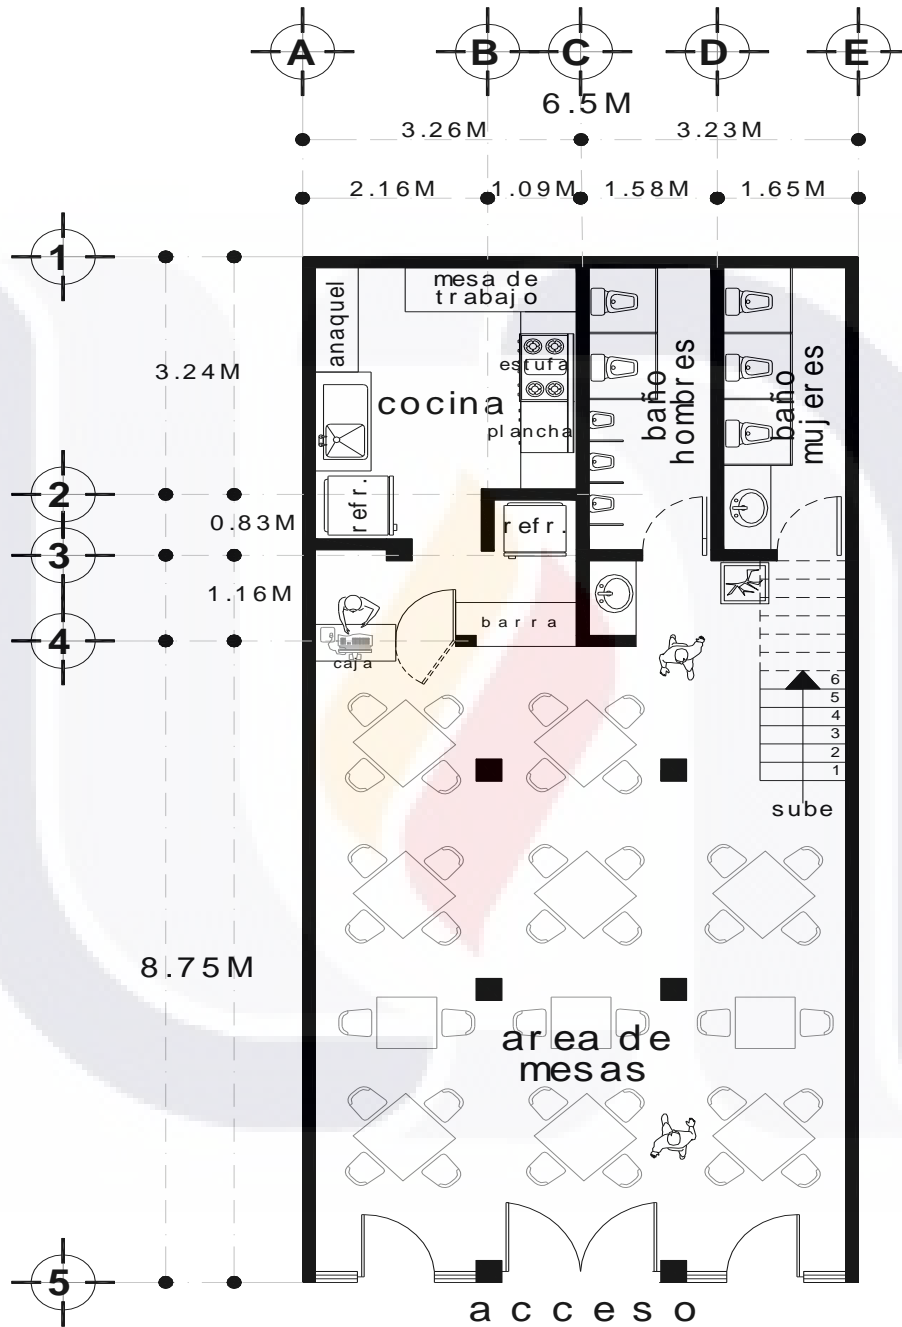 A B C D E
6.5M
3.26M 3.23M
2.16M 1.09M 1.58M 1.65M
1
mesa de
trabajo
anaquel
3.24M
estufa
cocina
plancha
baño
hombres
baño
mujeres
2
refr.
0.83M
refr.
3
1.16M
barra
4
caja
6
5
4
3
2
1
sube
8.75M
area de
mesas
5
acceso